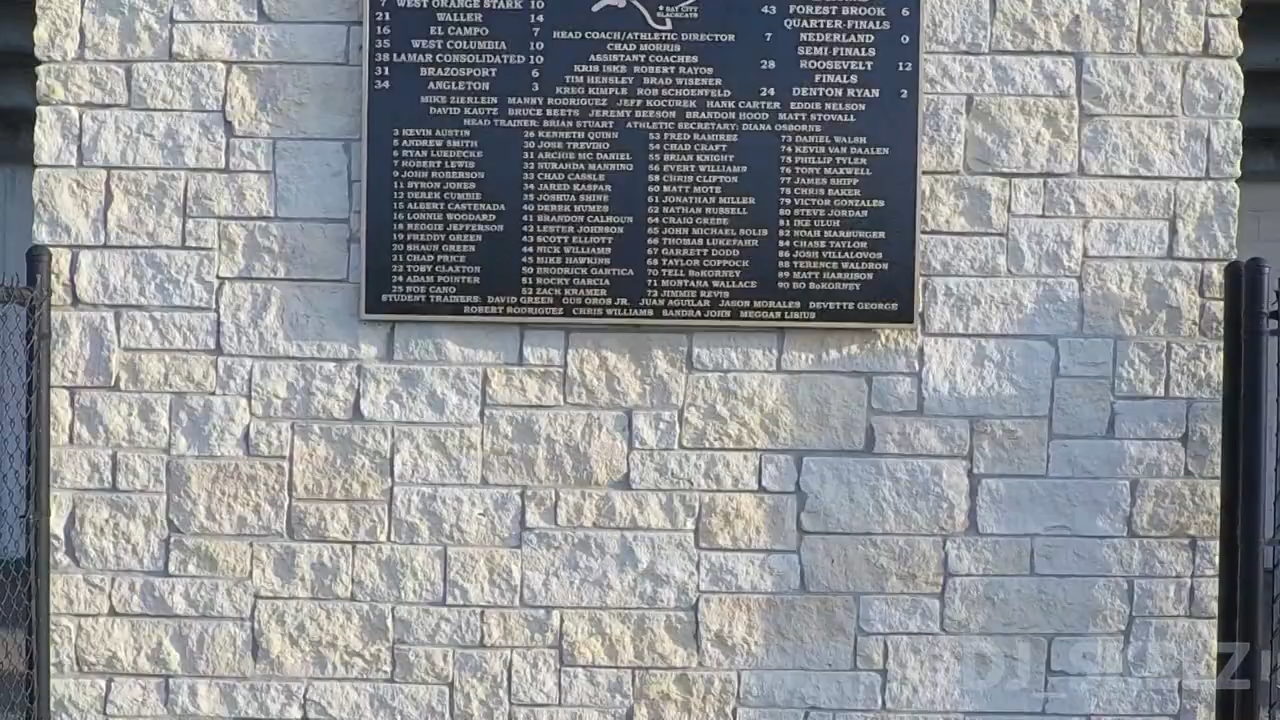 7 WEST ORANGE STARK 10
21 WALLER 14
16 EL CAMPO 7
35 WEST COLUMBIA 10
38 LAMAR CONSOLIDATED 10
31 BRAZOSPORT 6
34 ANGLETON 3
BAY CITY
BLACKCATS
HEAD COACH/ATHLETIC DIRECTOR
CHAD MORRIS
ASSISTANT COACHES
KRIS ISKE ROBERT RAYOS
TIM HENSLEY BRAD WISENER
KREG KIMPLE ROB SCHOENFELD
43 FOREST BROOK 6
QUARTER-FINALS
7 NEDERLAND 0
SEMI-FINALS
28 ROOSEVELT 12
FINALS
24 DENTON RYAN 2
MIKE ZIERLEIN MANNY RODRIGUEZ JEFF KOCUREK HANK CARTER EDDIE NELSON
DAVID KAUTZ BRUCE BEETS JEREMY BEESON BRANDON HOOD MATT STOVALL
HEAD TRAINER: BRIAN STUART ATHLETIC SECRETARY: DIANA OSBORNE
3 KEVIN AUSTIN
5 ANDREW SMITH
6 RYAN LUEDECKE
7 ROBERT LEWIS
9 JOHN ROBERSON
11 BYRON JONES
12 DEREK CUMBIE
15 ALBERT CASTENADA
16 LONNIE WOODARD
18 REGGIE JEFFERSON
19 FREDDY GREEN
20 SHAUN GREEN
21 CHAD PRICE
22 TOBY CLAXTON
24 ADAM POINTER
25 NOE CANO
26 KENNETH QUINN
30 JOSE TREVINO
31 ARCHIE MC DANIEL
32 NURANDA MANNING
33 CHAD CASSLE
34 JARED KASPAR
35 JOSHUA SHINE
40 DEREK HUMES
41 BRANDON CALHOUN
42 LESTER JOHNSON
43 SCOTT ELLIOTT
44 NICK WILLIAMS
45 MIKE HAWKINS
50 BRODRICK GARTICA
51 ROCKY GARCIA
52 ZACK KRAMER
53 FRED RAMIREZ
54 CHAD CRAFT
55 BRIAN KNIGHT
56 EVERT WILLIAMS
58 CHRIS CLIFTON
60 MATT MOTE
61 JONATHAN MILLER
62 NATHAN RUSSELL
64 CRAIG GREBE
65 JOHN MICHAEL SOLIS
66 THOMAS LUKEFAHR
67 GARRETT DODD
68 TAYLOR COPPOCK
70 TELL BoKORNEY
71 MONTARA WALLACE
72 JIMMIE REVIS
73 DANIEL WALSH
74 KEVIN VAN DAALEN
75 PHILLIP TYLER
76 TONY MAXWELL
77 JAMES SHIPP
78 CHRIS BAKER
79 VICTOR GONZALES
80 STEVE JORDAN
81 IKE ULUH
82 NOAH MARBURGER
84 CHASE TAYLOR
86 JOSH VILLALOVOS
88 TERENCE WALDRON
89 MATT HARRISON
90 BO BoKORNEY
STUDENT TRAINERS: DAVID GREEN GUS OROS JR. JUAN AGUILAR JASON MORALES DEVETTE GEORGE
ROBERT RODRIGUEZ CHRIS WILLIAMS SANDRA JOHN MEGGAN LISIUS